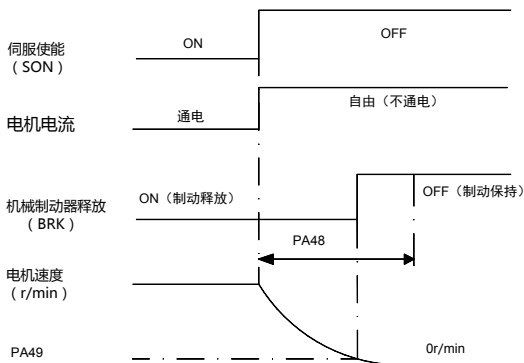 伺服使能
（SON）
ON
OFF
电机电流
通电
自由（不通电）
机械制动器释放
（BRK）
ON（制动释放）
OFF（制动保持）
PA48
电机速度
（r/min）
PA49
0r/min